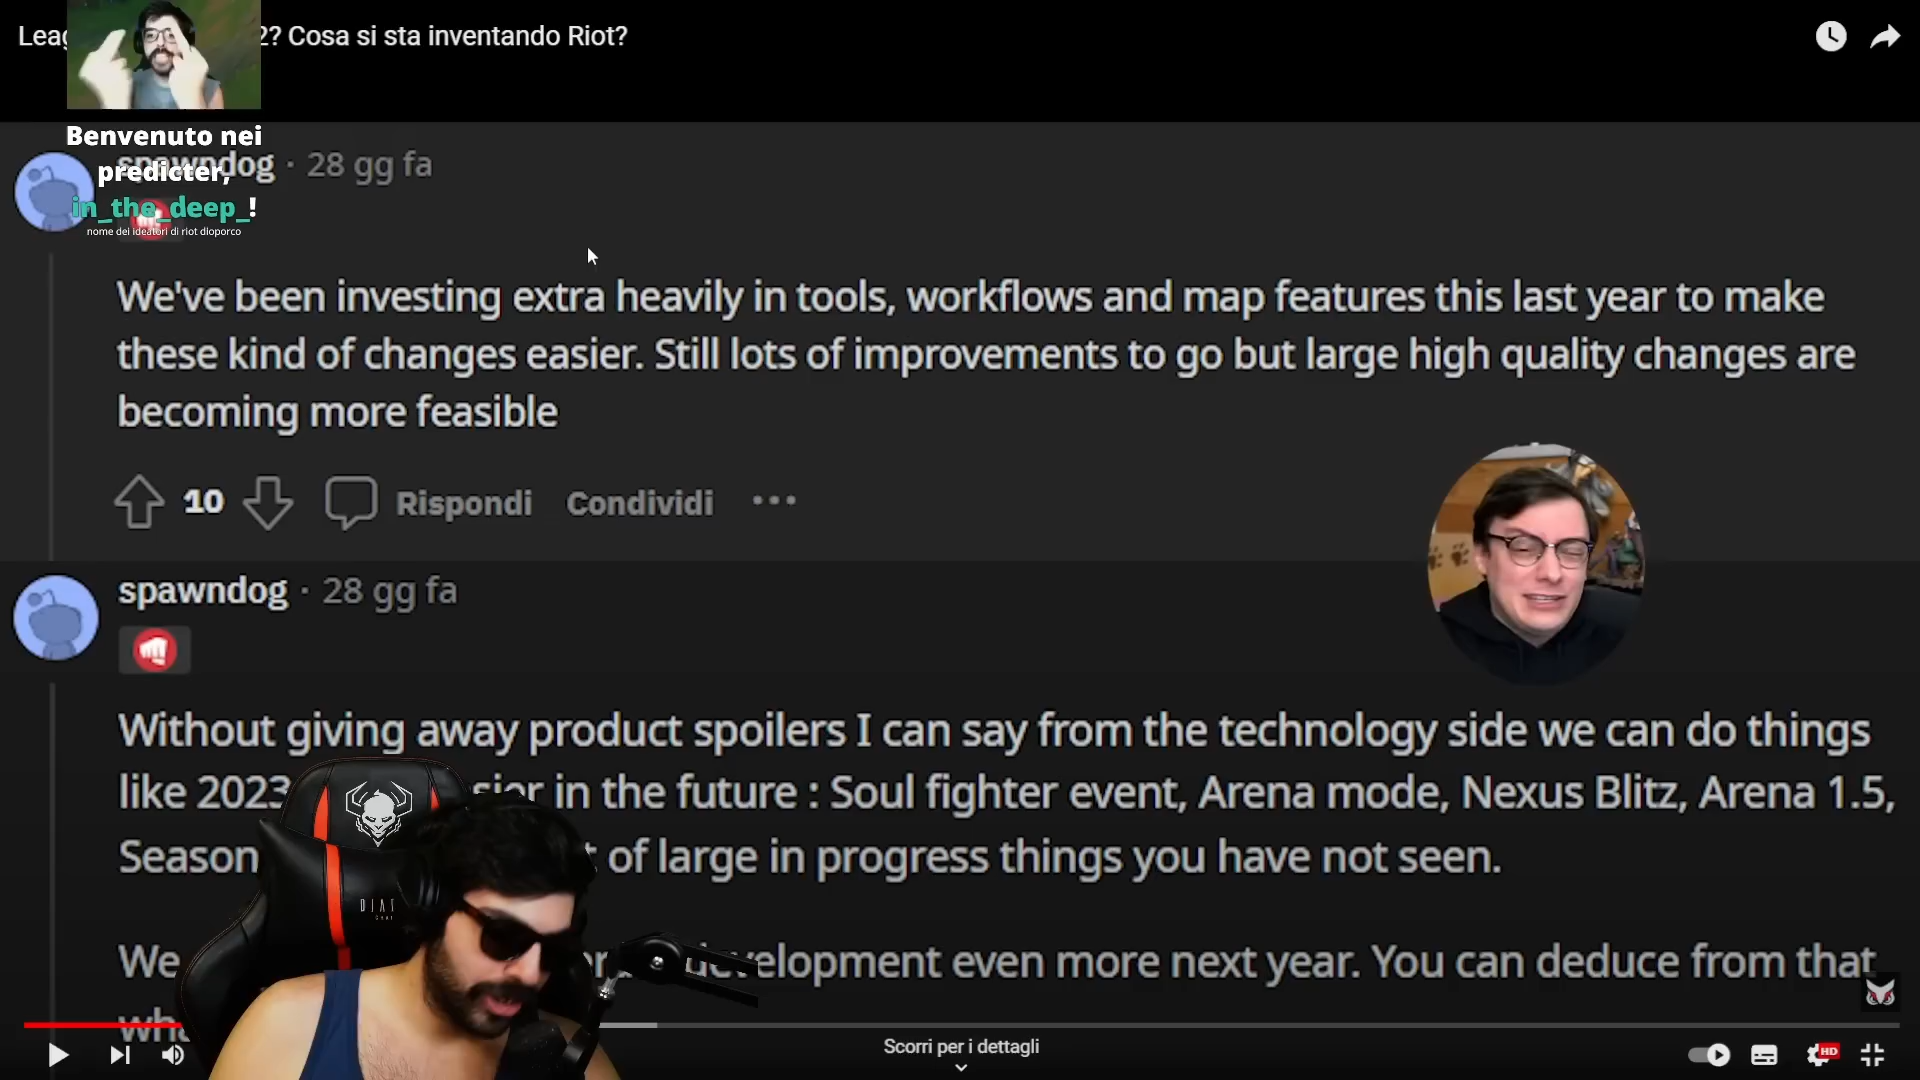 Leag
2? Cosa si sta inventando Riot?
Benvenuto nei
predicter,
in_the_deep_!
nome dei ideatori di riot dioporco
spawndog · 28 gg fa
We've been investing extra heavily in tools, workflows and map features this last year to make
these kind of changes easier. Still lots of improvements to go but large high quality changes are
becoming more feasible
10 Rispondi Condividi ...
spawndog · 28 gg fa
Without giving away product spoilers I can say from the technology side we can do things
like 2023 in the future : Soul fighter event, Arena mode, Nexus Blitz, Arena 1.5,
Season of large in progress things you have not seen.
We development even more next year. You can deduce from that
Scorri per i dettagli
HD